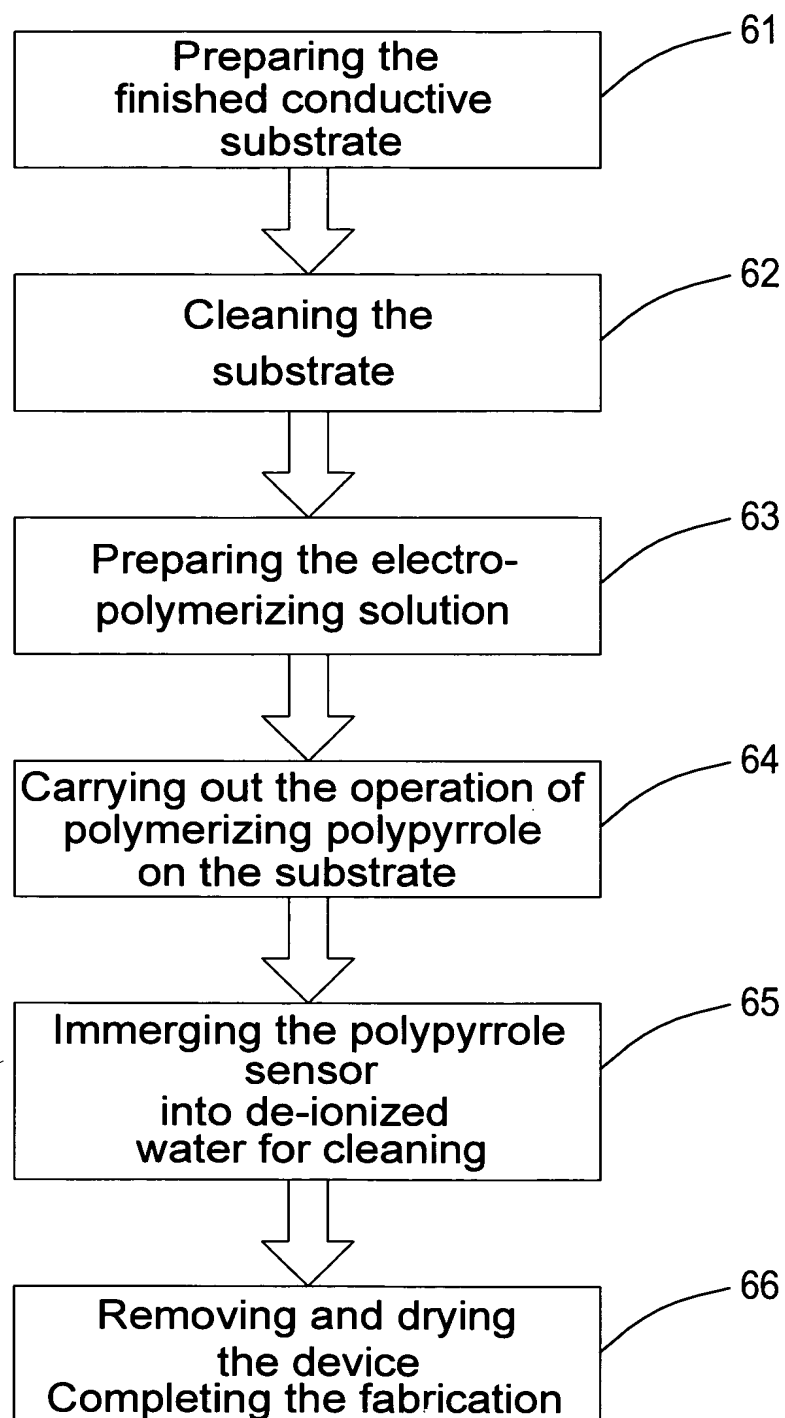 61
Preparing the
finished conductive
substrate
62
Cleaning the
substrate
63
Preparing the electro-
polymerizing solution
64
Carrying out the operation of
polymerizing polypyrrole
on the substrate
65
Immerging the polypyrrole
sensor
into de-ionized
water for cleaning
66
Removing and drying
the device
Completing the fabrication